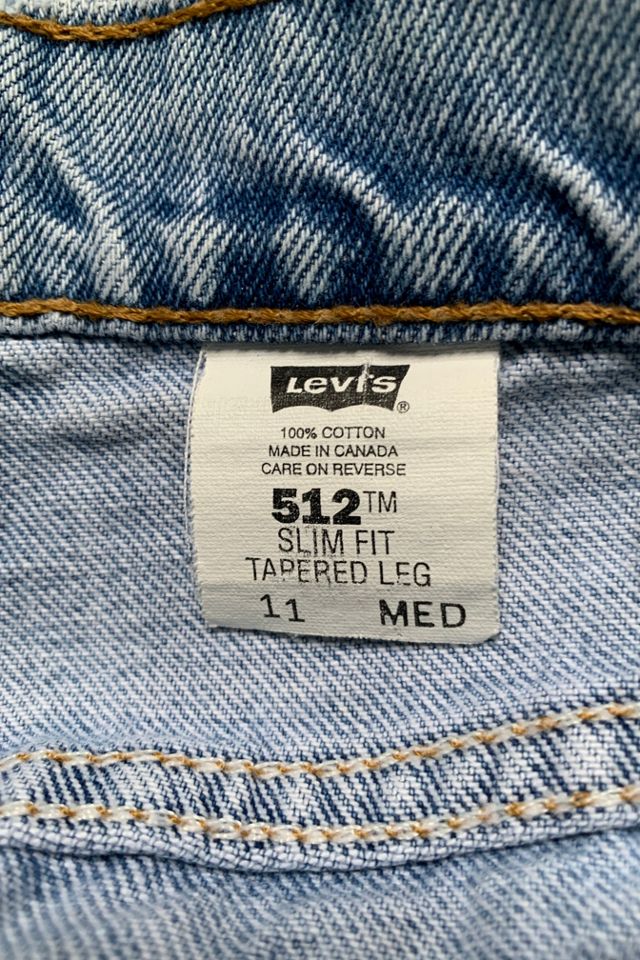 Levi's ®
100% COTTON
MADE IN CANADA
CARE ON REVERSE
512™
SLIM FIT
TAPERED LEG
11 MED